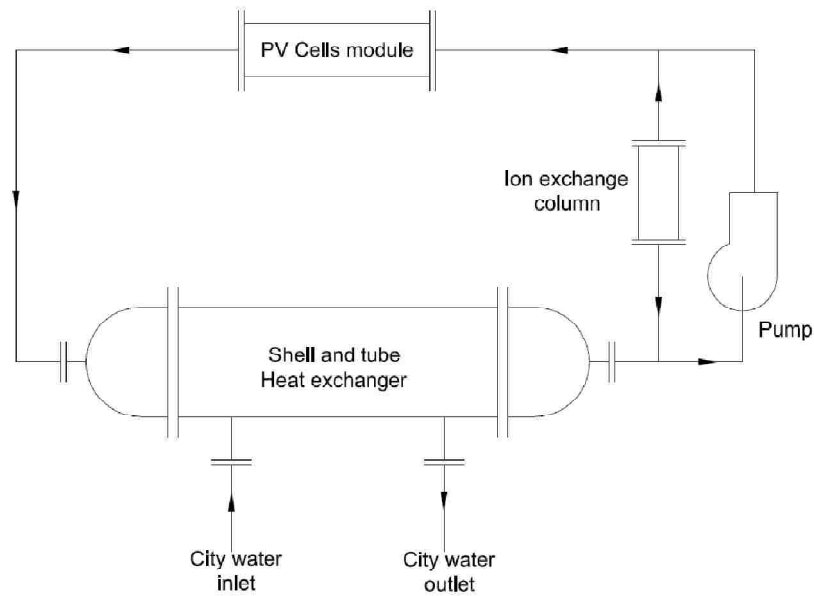 PV Cells module
Ion exchange
column
Pump
Shell and tube
Heat exchanger
City water
inlet
City water
outlet